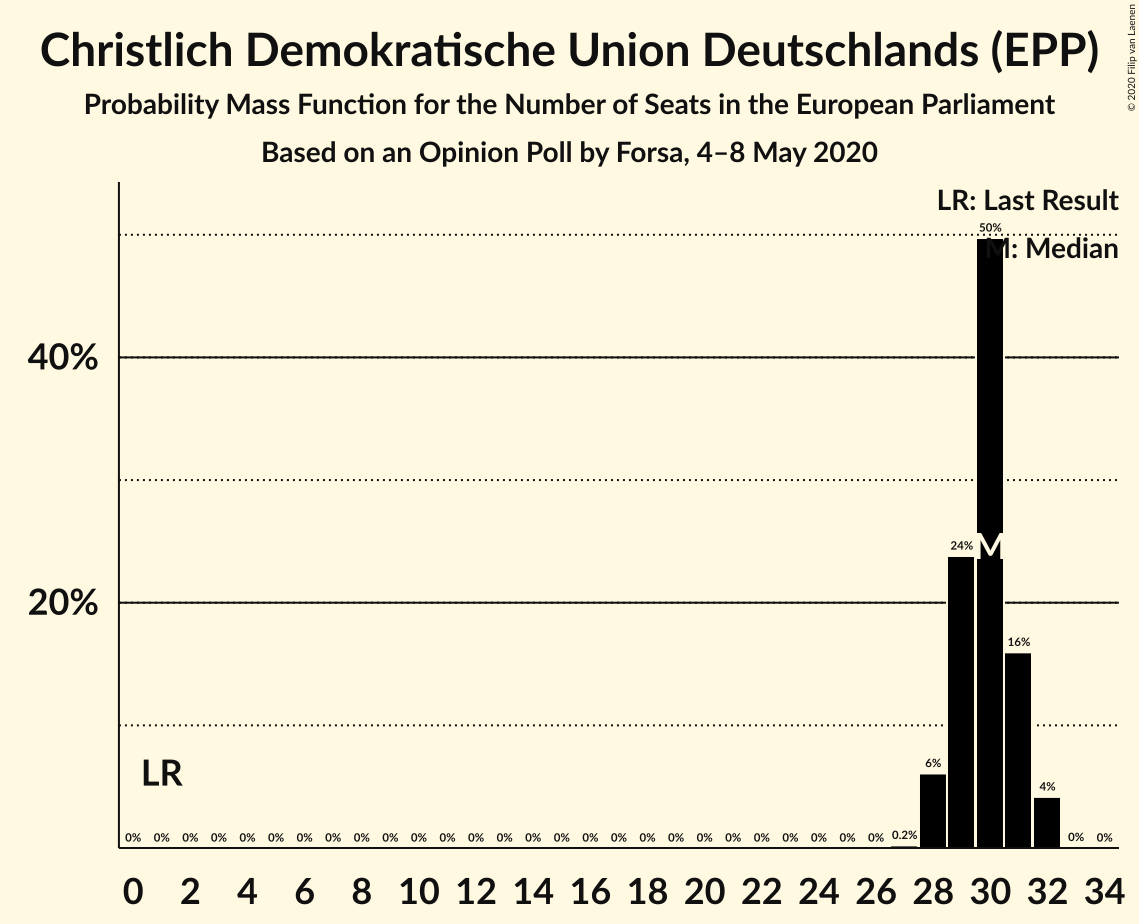 Christlich Demokratische Union Deutschlands (EPP)
Probability Mass Function for the Number of Seats in the European Parliament
Based on an Opinion Poll by Forsa, 4–8 May 2020
© 2020 Filip van Laenen
LR: Last Result
50%
M: Median
40%
24%
M
20%
16%
LR
6%
4%
0% 0% 0% 0% 0% 0% 0% 0% 0% 0% 0% 0% 0% 0% 0% 0% 0% 0% 0% 0% 0% 0% 0% 0% 0% 0% 0% 0.2% 0% 0%
0 2 4 6 8 10 12 14 16 18 20 22 24 26 28 30 32 34